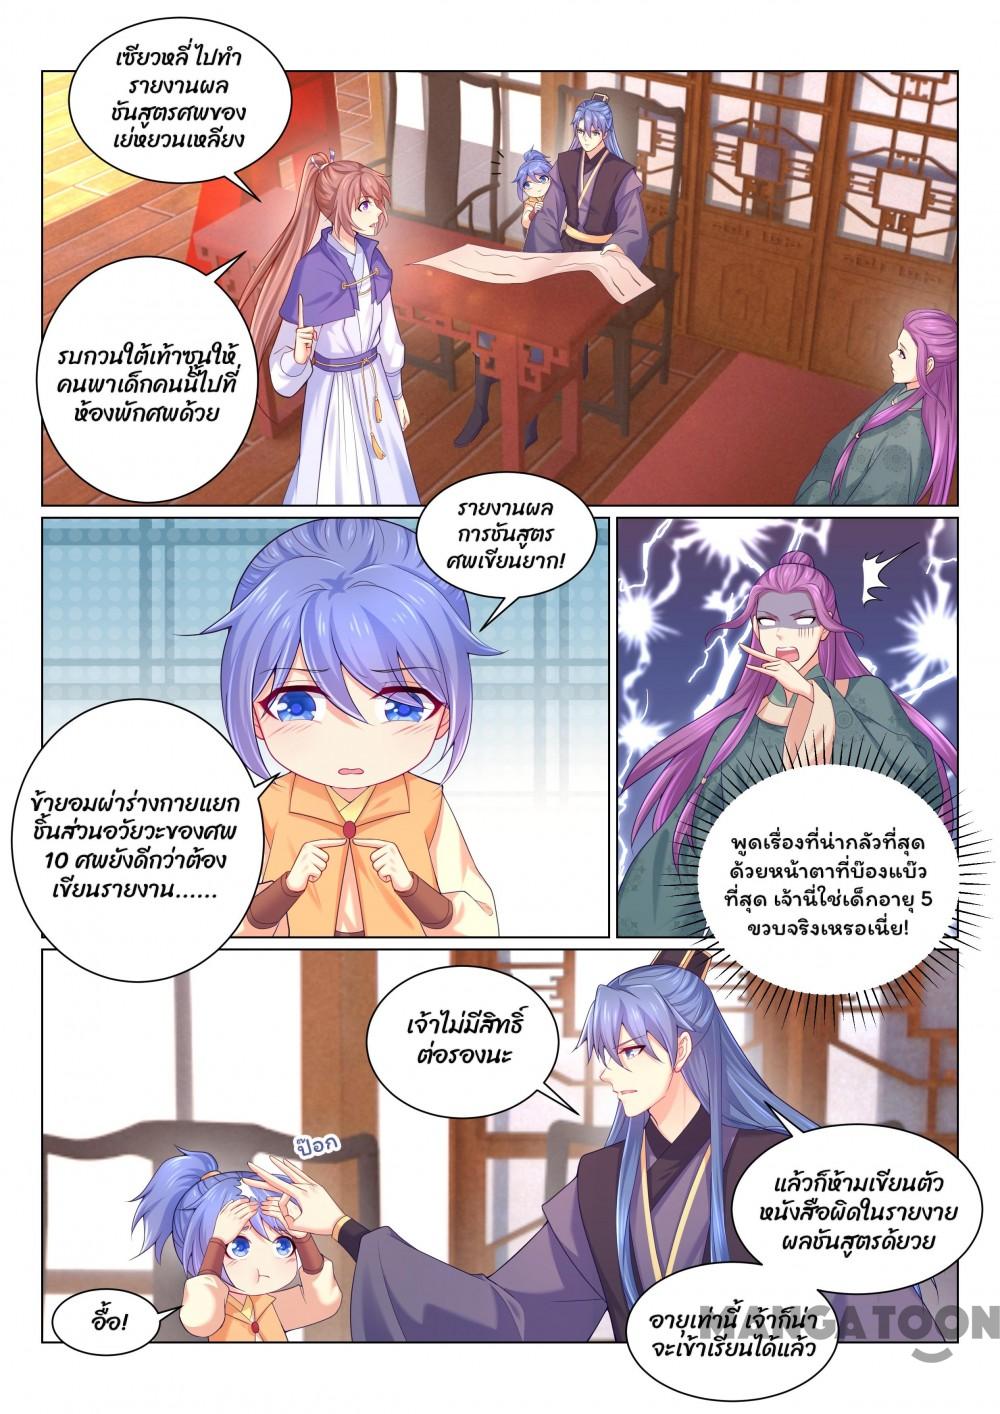 เซียวหลี่ ไปทำ
รายงานผล
ชันสูตรศพของ
เย่หยวนเหลียง
รบกวนใต้เท้าซุนให้
คนพาเด็กคนนี้ไปที่
ห้องพักศพด้วย
รายงานผล
การชันสูตร
ศพเขียนยาก!
ข้ายอมผ่าร่างกายแยก
ชิ้นส่วนอวัยวะของศพ
10 ศพยังดีกว่าต้อง
เขียนรายงาน......
พูดเรื่องที่น่ากลัวที่สุด
ด้วยหน้าตาที่บ๊องแบ๊ว
ที่สุด เจ้านี่ใช่เด็กอายุ 5
ขวบจริงเหรอเนี่ย!
เจ้าไม่มีสิทธิ์
ต่อรองนะ
ป๊อก
อื้อ!
แล้วก็ห้ามเขียนตัว
หนังสือผิดในรายงาย
ผลชันสูตรด้ยวย
อายุเท่านี้ เจ้าก็น่า
จะเข้าเรียนได้แล้ว
MANGATOON